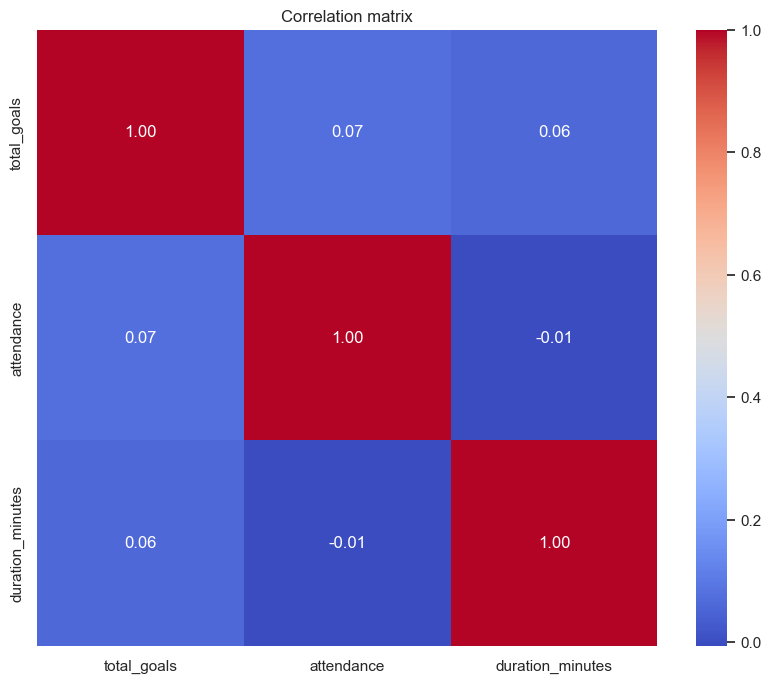 Correlation matrix
total_goals
1.00
0.07
0.06
attendance
0.07
1.00
-0.01
duration_minutes
0.06
-0.01
1.00
total_goals
attendance
duration_minutes
1.0
0.8
0.6
0.4
0.2
0.0